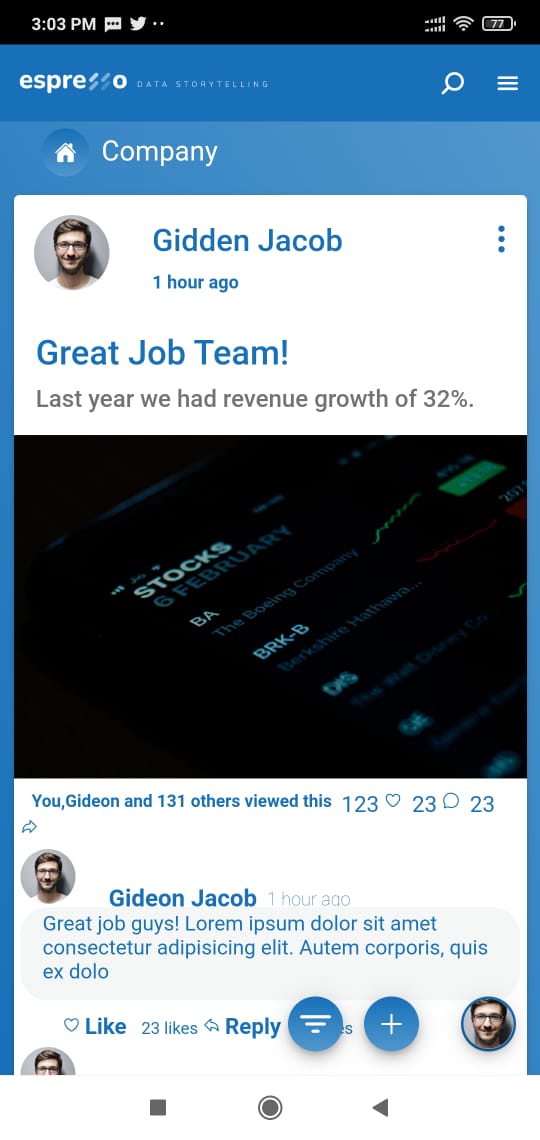 3:03 PM
77
espresso DATA STORYTELLING
Company
Gidden Jacob
1 hour ago
Great Job Team!
Last year we had revenue growth of 32%.
STOCKS
6 FEBRUARY
BA
The Boeing Company
BRK-B
Berkshire Hathawa...
DIS
The Walt Disney Co
GE
You,Gideon and 131 others viewed this 123 23 23
Gideon Jacob 1 hour ago
Great job guys! Lorem ipsum dolor sit amet
consectetur adipisicing elit. Autem corporis, quis
ex dolo
Like 23 likes Reply